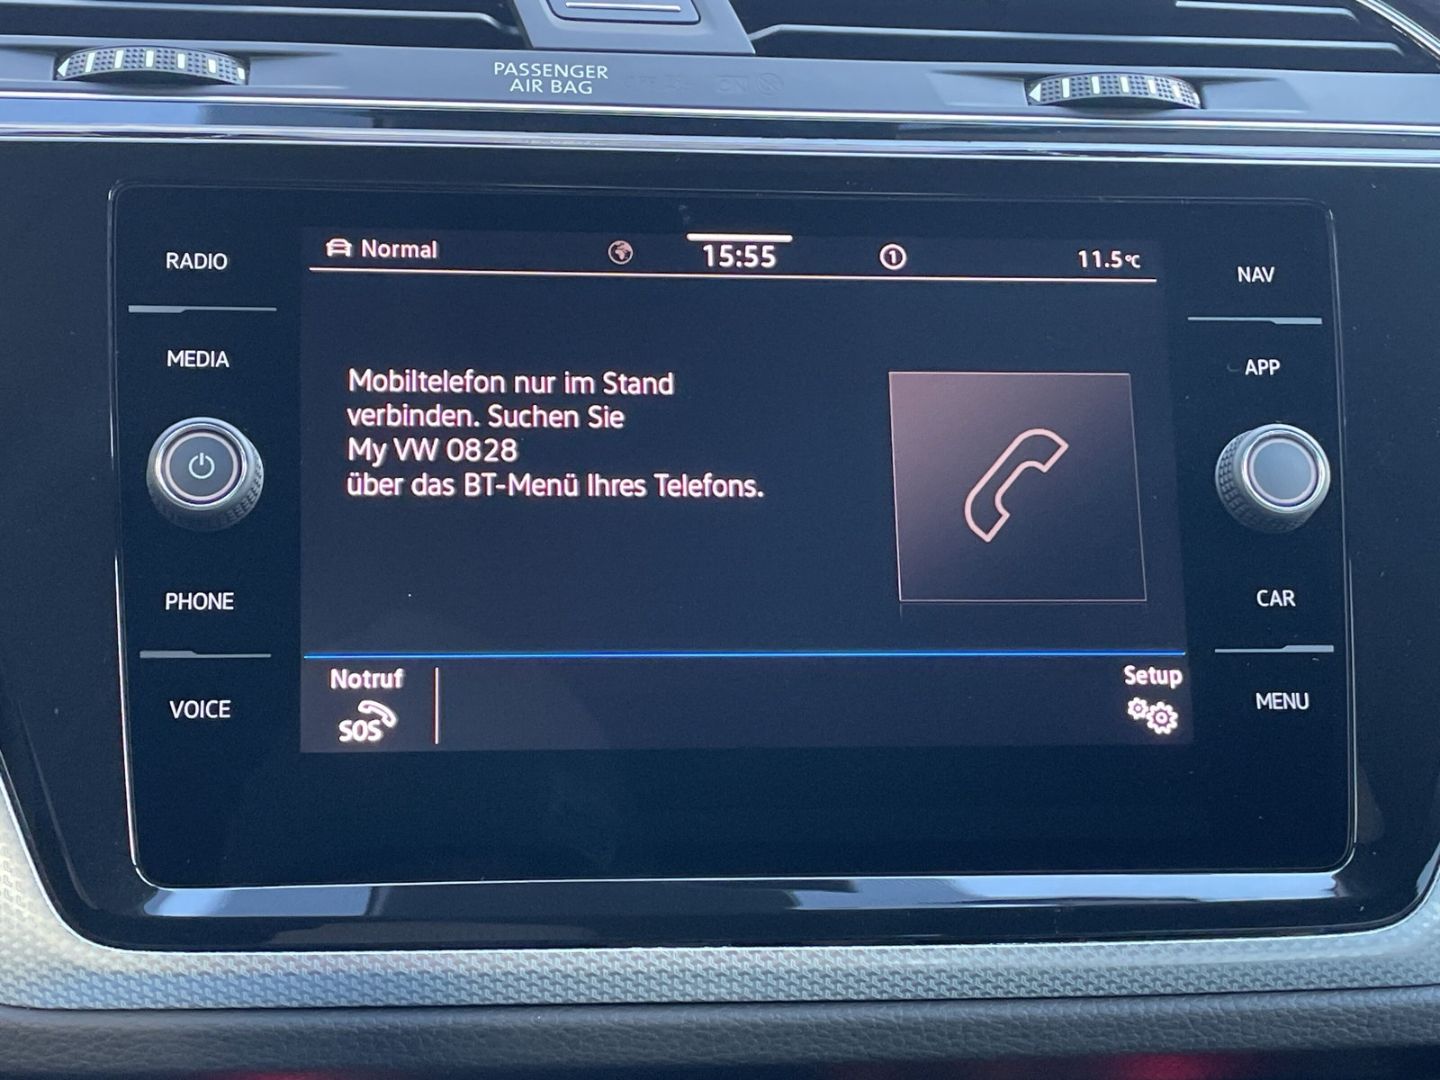 PASSENGER
AIR BAG
RADIO
MEDIA
PHONE
VOICE
Normal
15:55
1
11.5°C
Mobiltelefon nur im Stand
verbinden. Suchen Sie
My VW 0828
über das BT-Menü Ihres Telefons.
Notruf
SOS
Setup
NAV
APP
CAR
MENU